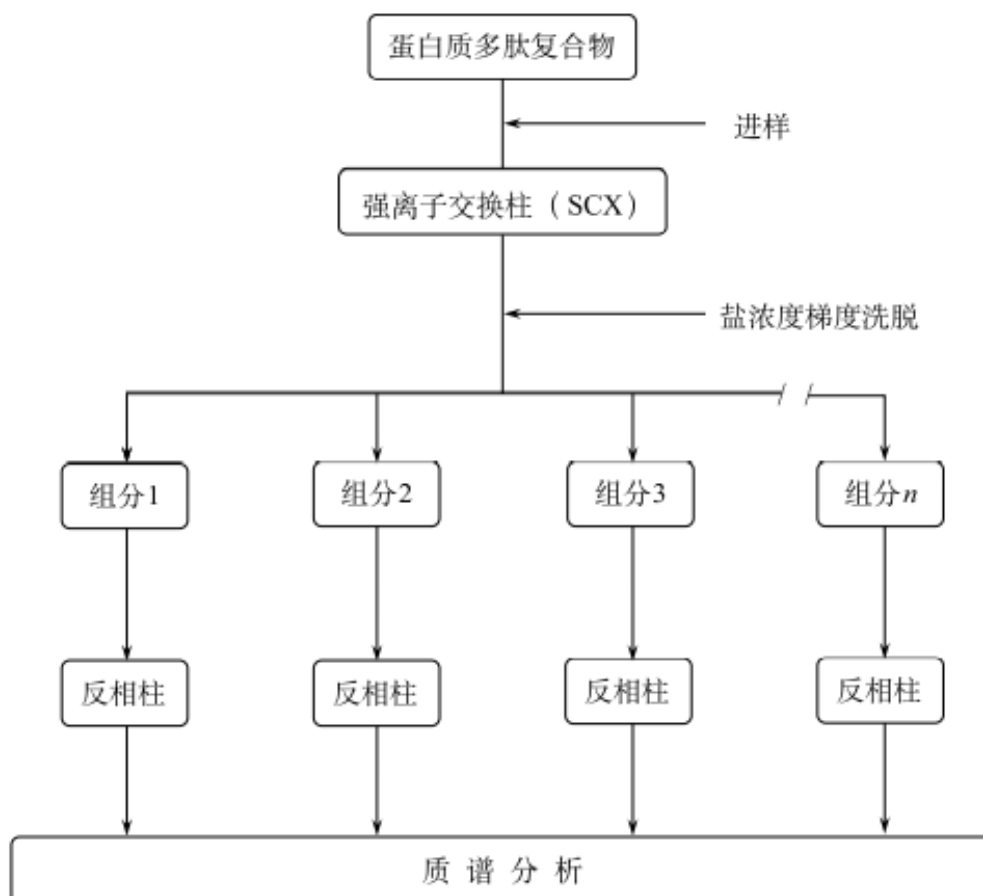 蛋白质多肽复合物
进样
强离子交换柱（SCX）
盐浓度梯度洗脱
组分1
组分2
组分3
组分n
反相柱
反相柱
反相柱
反相柱
质谱分析